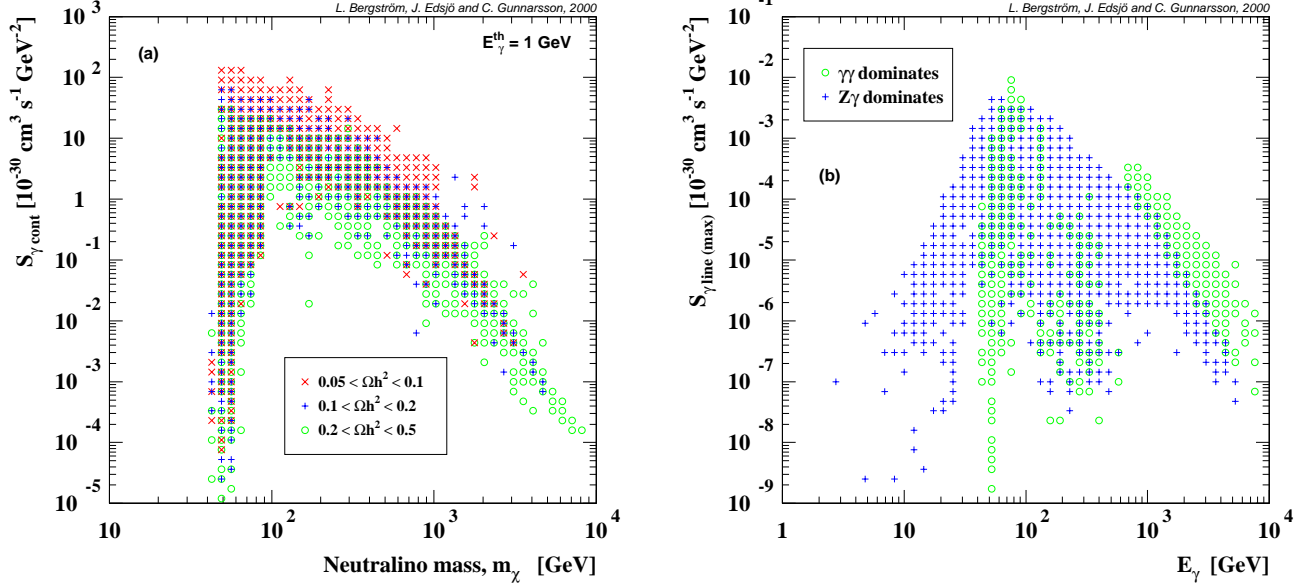 L. Bergström, J. Edsjö and C. Gunnarsson, 2000
(a)
E_γ^th = 1 GeV
S_γ cont [10^-30 cm^3 s^-1 GeV^-2]
10^3
10^2
10
1
10^-1
10^-2
10^-3
10^-4
10^-5
0.05 < Ωh^2 < 0.1
0.1 < Ωh^2 < 0.2
0.2 < Ωh^2 < 0.5
10 10^2 10^3 10^4
Neutralino mass, m_χ [GeV]
L. Bergström, J. Edsjö and C. Gunnarsson, 2000
γγ dominates
Zγ dominates
(b)
S_γ line (max) [10^-30 cm^3 s^-1 GeV^-2]
10^-1
10^-2
10^-3
10^-4
10^-5
10^-6
10^-7
10^-8
10^-9
1 10 10^2 10^3 10^4
E_γ [GeV]